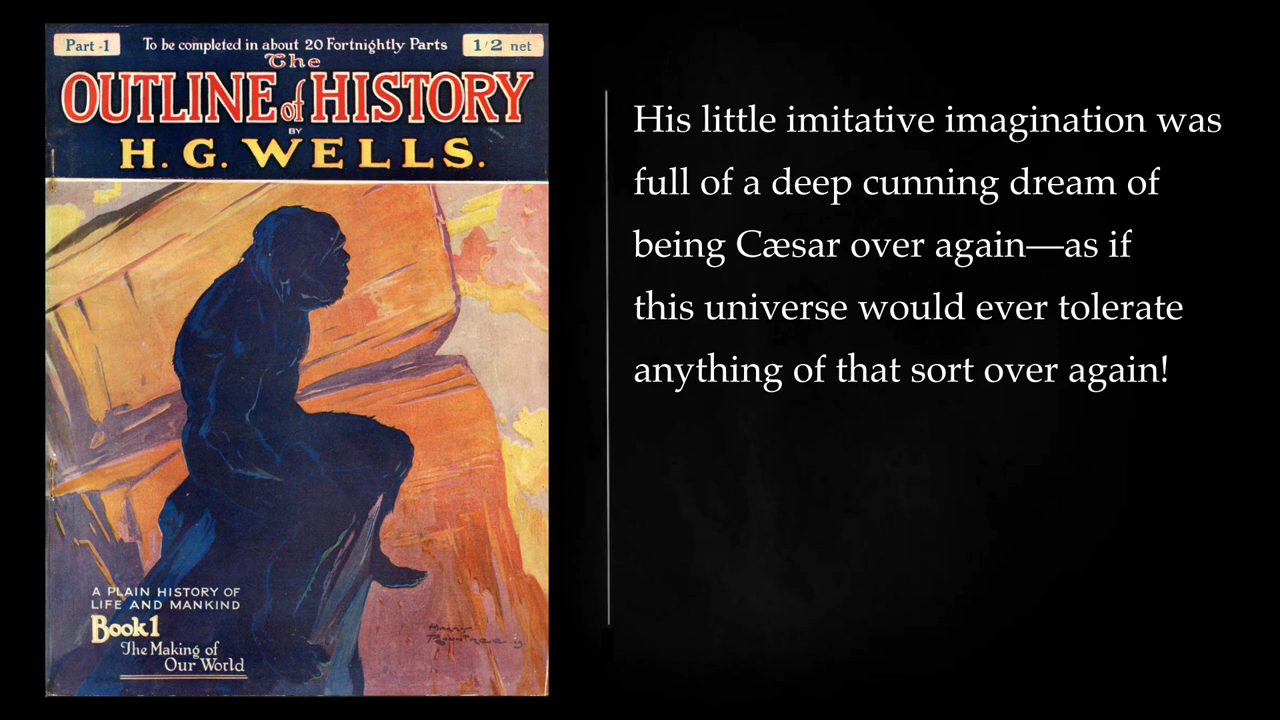 Part -1
To be completed in about 20 Fortnightly Parts
1/2 net
The
OUTLINE of HISTORY
BY
H. G. WELLS.
A PLAIN HISTORY OF
LIFE AND MANKIND
Book 1
The Making of
Our World
His little imitative imagination was
full of a deep cunning dream of
being Cæsar over again—as if
this universe would ever tolerate
anything of that sort over again!